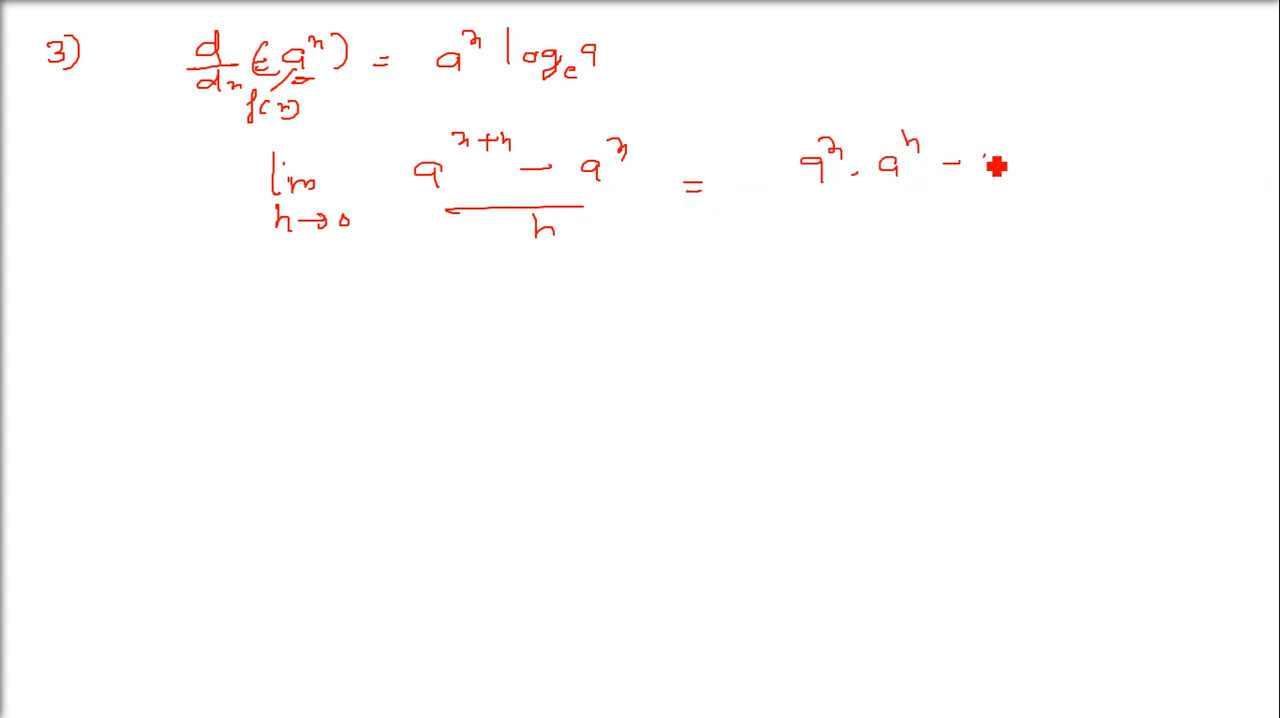 3) d/dx (a^x) = a^x log_e a
f(x)
lim h→0 (a^(x+h) - a^x)/h = a^x . a^h -